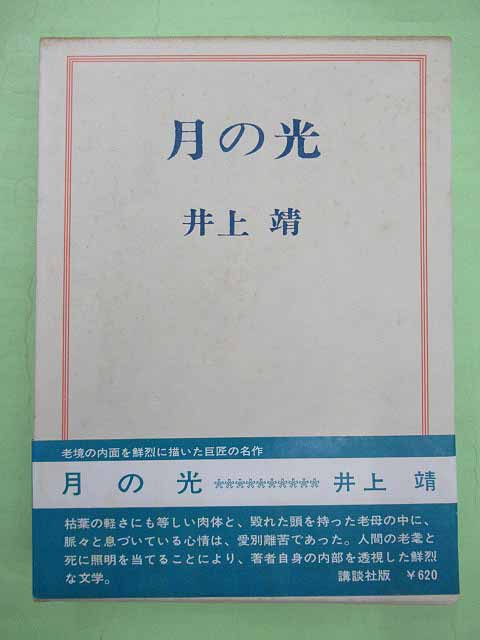 月の光
井上 靖
老境の内面を鮮烈に描いた巨匠の名作
月の光 ********** 井上 靖
枯葉の軽さにも等しい肉体と、毀れた頭を持った老母の中に、
脈々と息づいている心情は、愛別離苦であった。人間の老耄と
死に照明を当てることにより、著者自身の内部を透視した鮮烈
な文学。 講談社版 ¥620